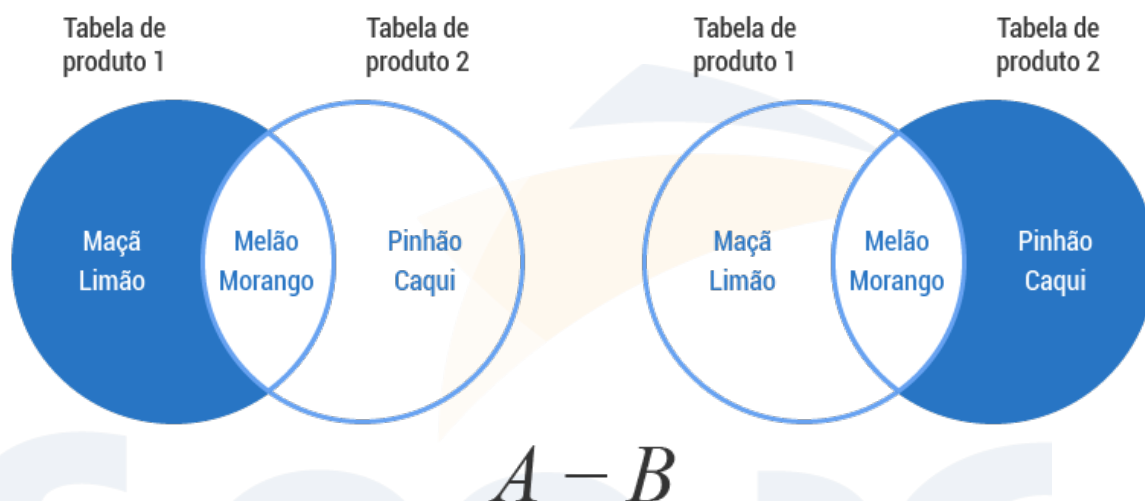 Tabela de
produto 1
Tabela de
produto 2
Maçã
Limão
Melão
Morango
Pinhão
Caqui
Tabela de
produto 1
Tabela de
produto 2
Maçã
Limão
Melão
Morango
Pinhão
Caqui
A − B